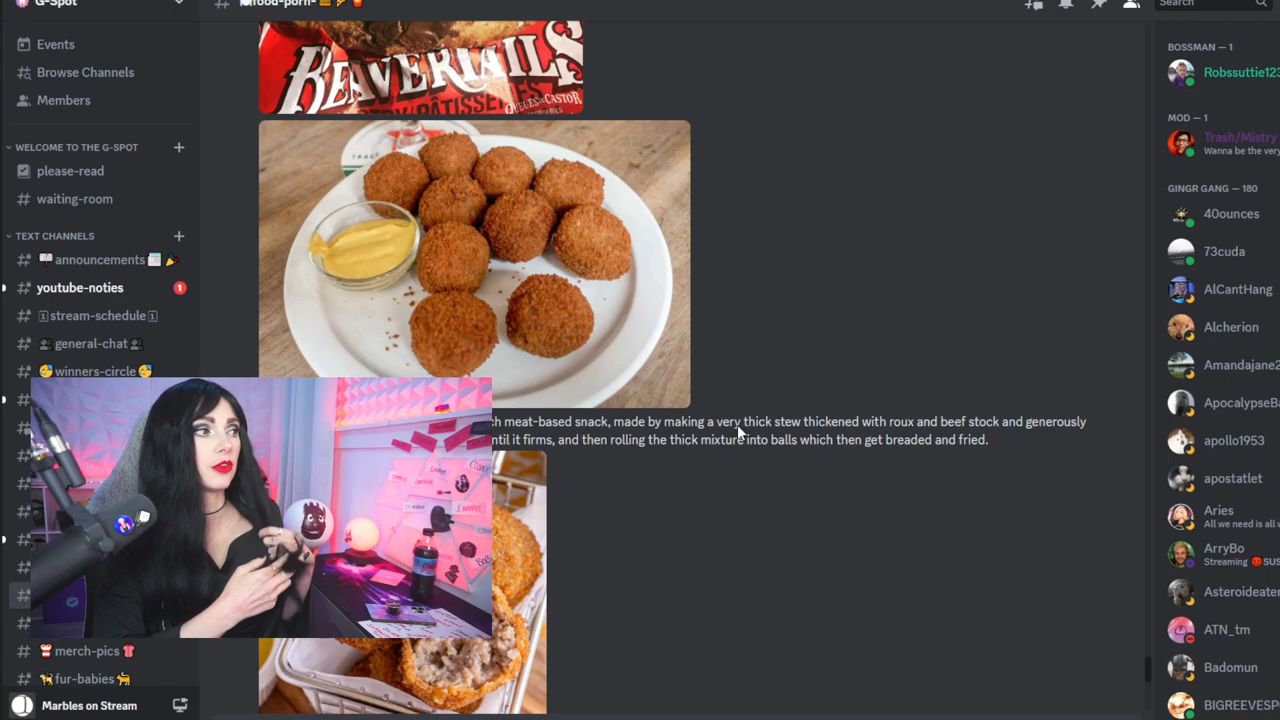 G-Spot
food-porn-
Search
Events
Browse Channels
Members
WELCOME TO THE G-SPOT
please-read
waiting-room
TEXT CHANNELS
announcements
youtube-noties
1
stream-schedule
general-chat
winners-circle
merch-pics
fur-babies
Marbles on Stream
BEAVERTAILS
PÂTISSERIES
QUEUES DE CASTOR
meat-based snack, made by making a very thick stew thickened with roux and beef stock and generously
it firms, and then rolling the thick mixture into balls which then get breaded and fried.
BOSSMAN — 1
Robssuttie123
MOD — 1
Trash/Mistry
Wanna be the very
GINGR GANG — 180
40ounces
73cuda
AlCantHang
Alcherion
Amandajane2
ApocalypseBa
apollo1953
apostatlet
Aries
All we need is all
ArryBo
Streaming SUS
Asteroideater
ATN_tm
Badomun
BIGREEVESP